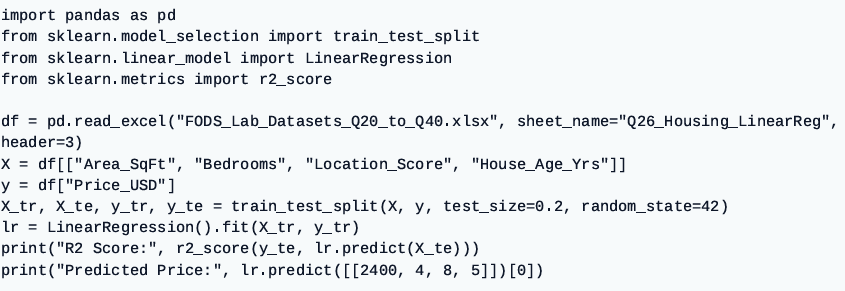 import pandas as pd
from sklearn.model_selection import train_test_split
from sklearn.linear_model import LinearRegression
from sklearn.metrics import r2_score

df = pd.read_excel("FODS_Lab_Datasets_Q20_to_Q40.xlsx", sheet_name="Q26_Housing_LinearReg",
header=3)
X = df[["Area_SqFt", "Bedrooms", "Location_Score", "House_Age_Yrs"]]
y = df["Price_USD"]
X_tr, X_te, y_tr, y_te = train_test_split(X, y, test_size=0.2, random_state=42)
lr = LinearRegression().fit(X_tr, y_tr)
print("R2 Score:", r2_score(y_te, lr.predict(X_te)))
print("Predicted Price:", lr.predict([[2400, 4, 8, 5]])[0])